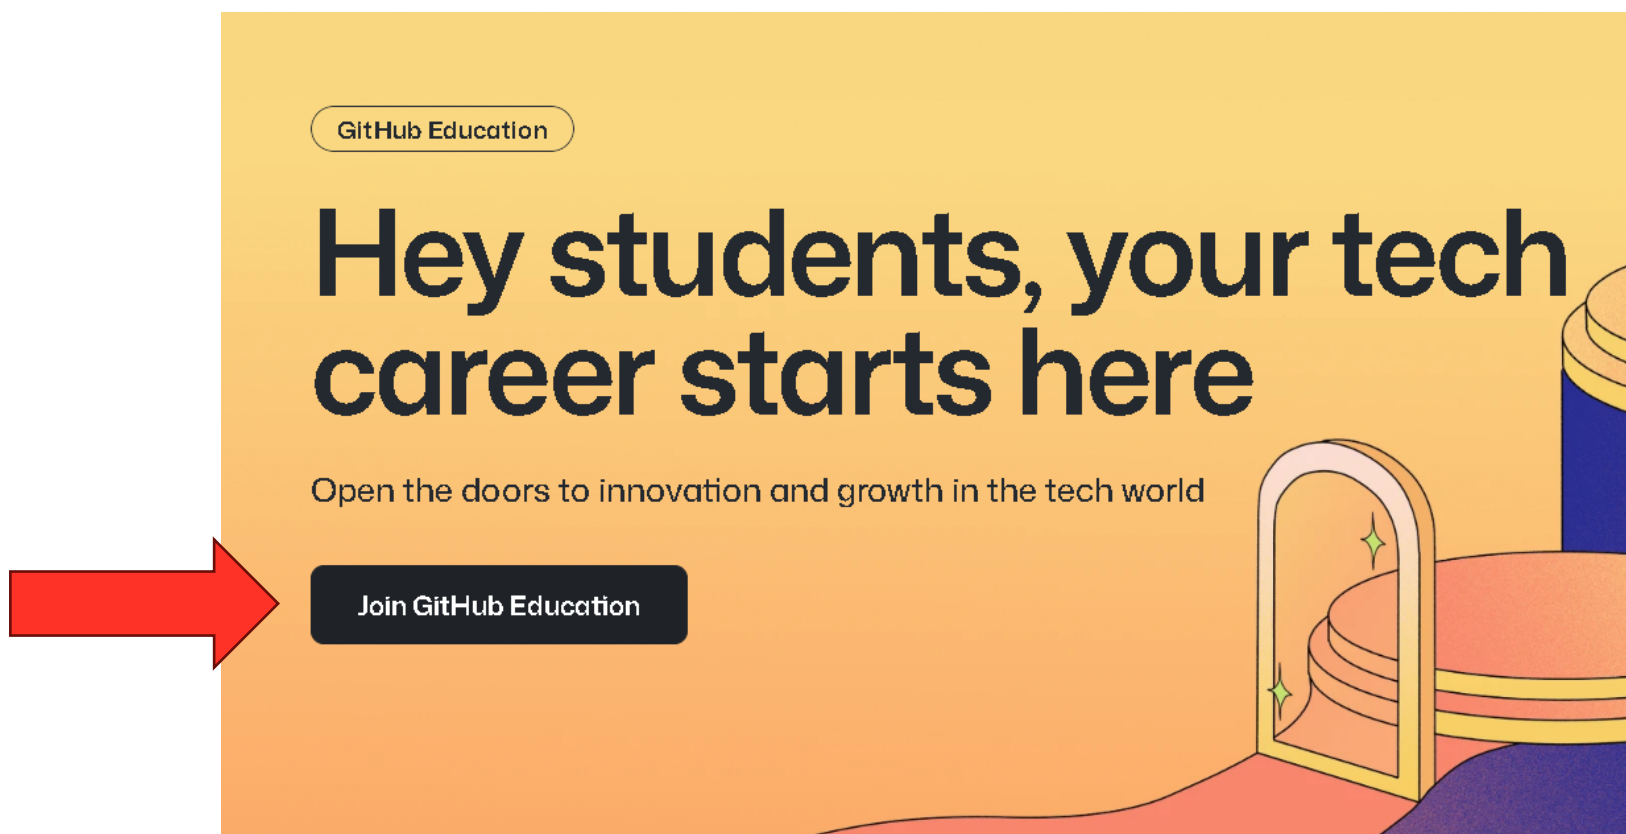 GitHub Education
Hey students, your tech
career starts here
Open the doors to innovation and growth in the tech world
Join GitHub Education